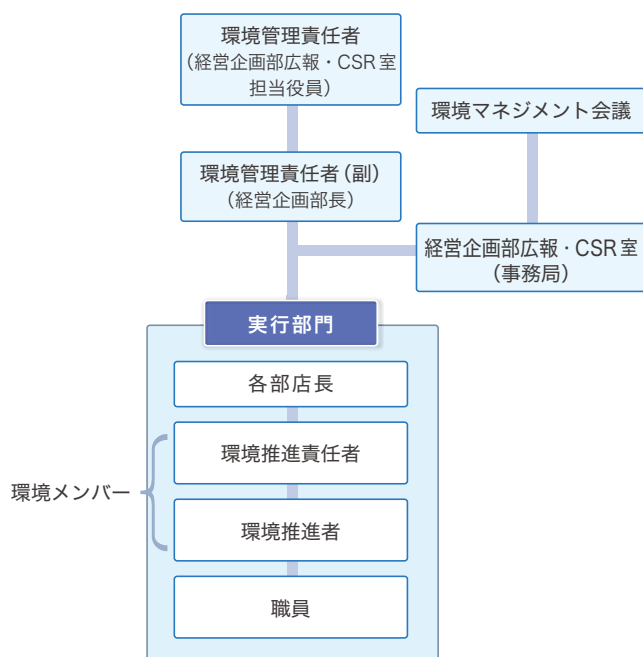 環境管理責任者
（経営企画部広報・CSR室
担当役員）
環境マネジメント会議
環境管理責任者（副）
（経営企画部長）
経営企画部広報・CSR室
（事務局）
実行部門
各部店長
環境推進責任者
環境メンバー
環境推進者
職員